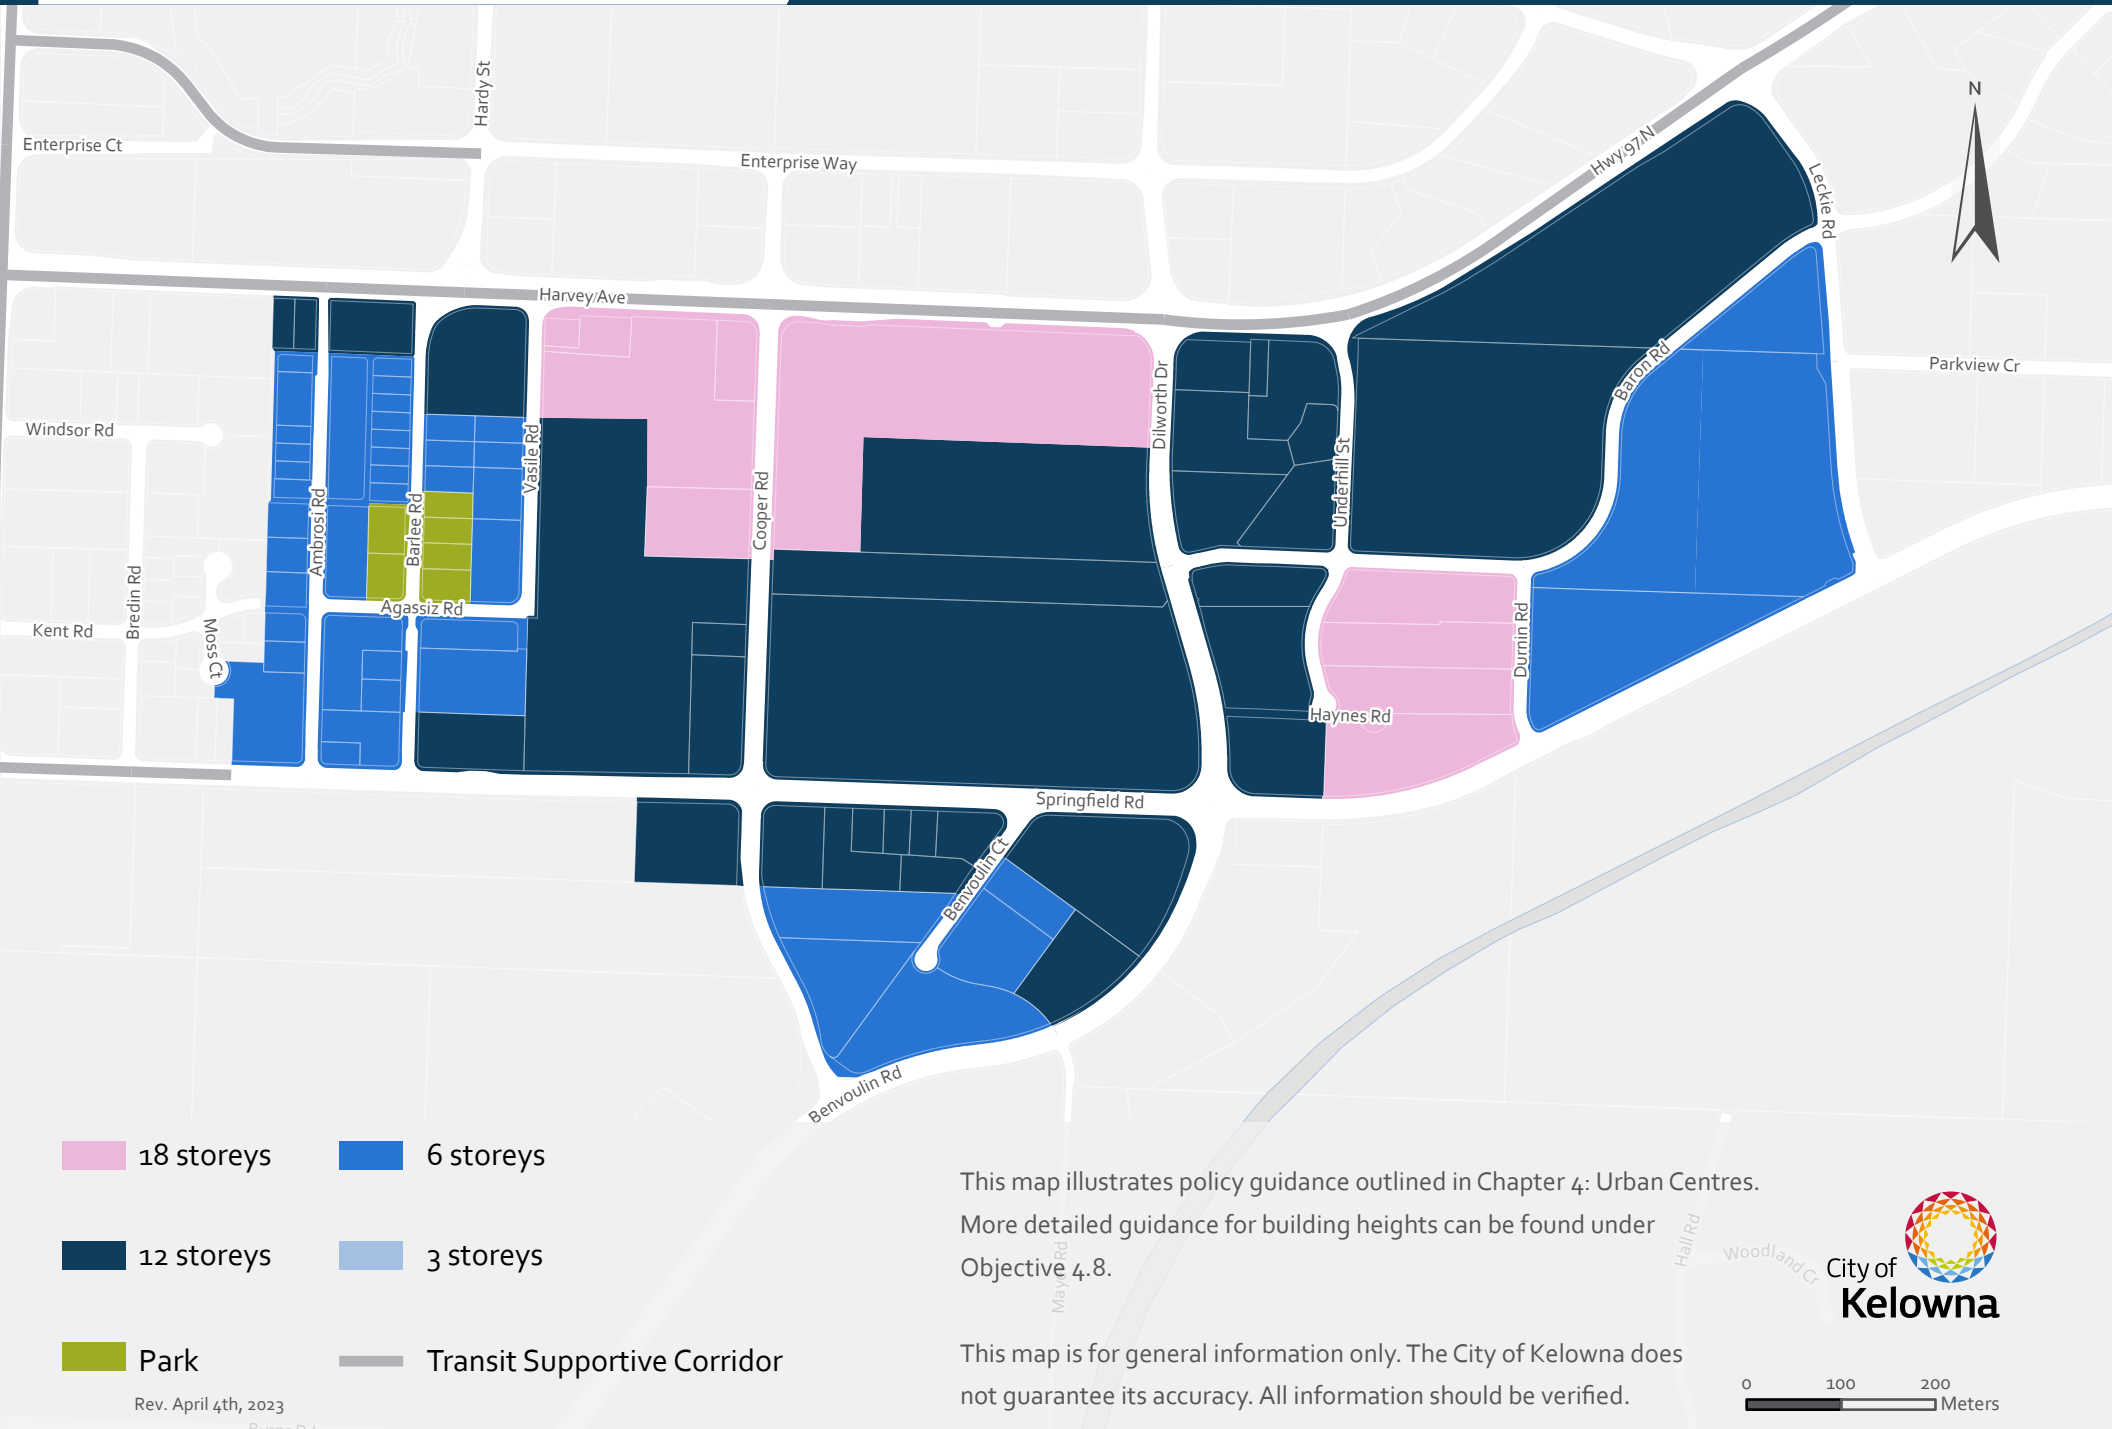 Hardy St
N
Enterprise Ct
Enterprise Way
Hwy 97 N
Leckie Rd
Harvey Ave
Baron Rd
Parkview Cr
Dilworth Dr
Windsor Rd
Vasile Rd
Underhill St
Cooper Rd
Ambrosi Rd
Barlee Rd
Bredin Rd
Agassiz Rd
Kent Rd
Moss Ct
Durnin Rd
Haynes Rd
Springfield Rd
Benvoulin Ct
Benvoulin Rd
18 storeys
6 storeys
12 storeys
3 storeys
Park
Transit Supportive Corridor
Rev. April 4th, 2023
This map illustrates policy guidance outlined in Chapter 4: Urban Centres.
More detailed guidance for building heights can be found under
Objective 4.8.
This map is for general information only. The City of Kelowna does
not guarantee its accuracy. All information should be verified.
Hall Rd
Woodland Cr
City of
Kelowna
0 100 200
Meters